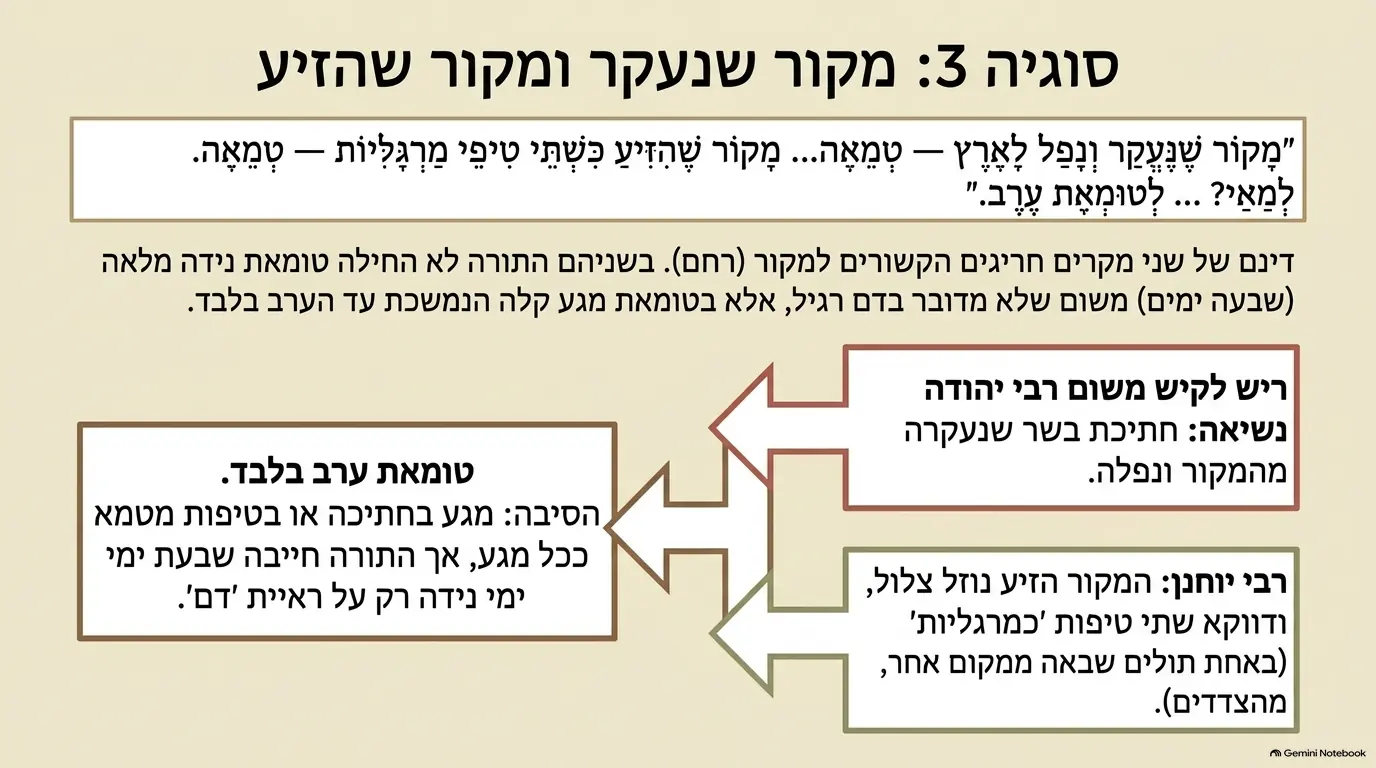 סוגיה 3: מקור שנעקר ומקור שהזיע
"מָקוֹר שֶׁנֶּעֱקַר וְנָפַל לָאָרֶץ — טְמֵאָה... מָקוֹר שֶׁהִזִּיעַ כִּשְׁתֵּי טִיפֵּי מַרְגָּלִיּוֹת — טְמֵאָה.
לְמַאי? ... לְטוּמְאַת עֶרֶב."
דינם של שני מקרים חריגים הקשורים למקור (רחם). בשניהם התורה לא החילה טומאת נידה מלאה
(שבעה ימים) משום שלא מדובר בדם רגיל, אלא בטומאת מגע קלה הנמשכת עד הערב בלבד.
ריש לקיש משום רבי יהודה
נשיאה: חתיכת בשר שנעקרה
מהמקור ונפלה.
רבי יוחנן: המקור הזיע נוזל צלול,
ודווקא שתי טיפות 'כמרגליות'
(באחת תולים שבאה ממקום אחר,
מהצדדים).
טומאת ערב בלבד.
הסיבה: מגע בחתיכה או בטיפות מטמא
ככל מגע, אך התורה חייבה שבעת ימי
ימי נידה רק על ראיית 'דם'.
Gemini Notebook